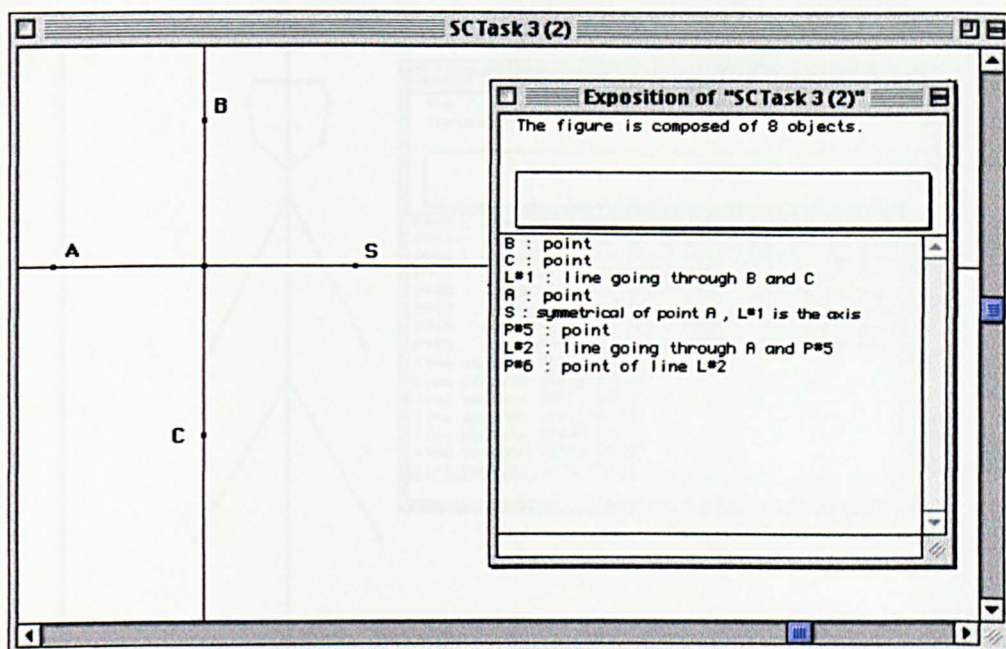 SCTask 3 (2)
B
A
S
C
Exposition of "SCTask 3 (2)"
The figure is composed of 8 objects.
B : point
C : point
L#1 : line going through B and C
A : point
S : symmetrical of point A , L#1 is the axis
P#5 : point
L#2 : line going through A and P#5
P#6 : point of line L#2